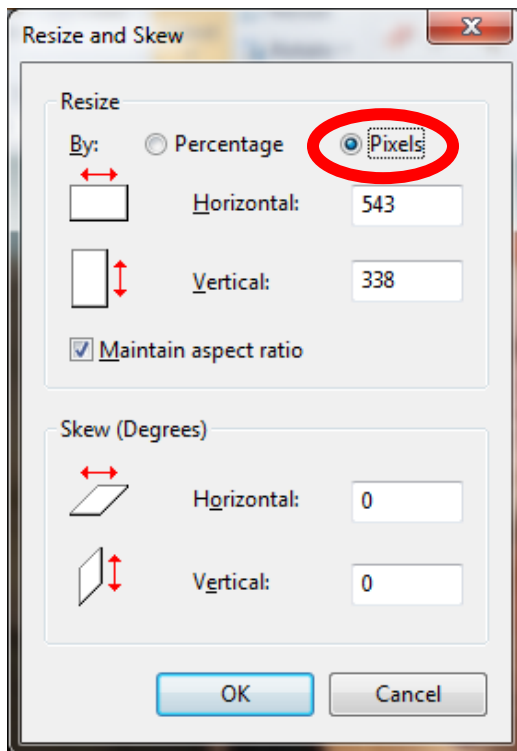 Resize and Skew
Resize
By: Percentage Pixels
Horizontal: 543
Vertical: 338
Maintain aspect ratio
Skew (Degrees)
Horizontal: 0
Vertical: 0
OK Cancel